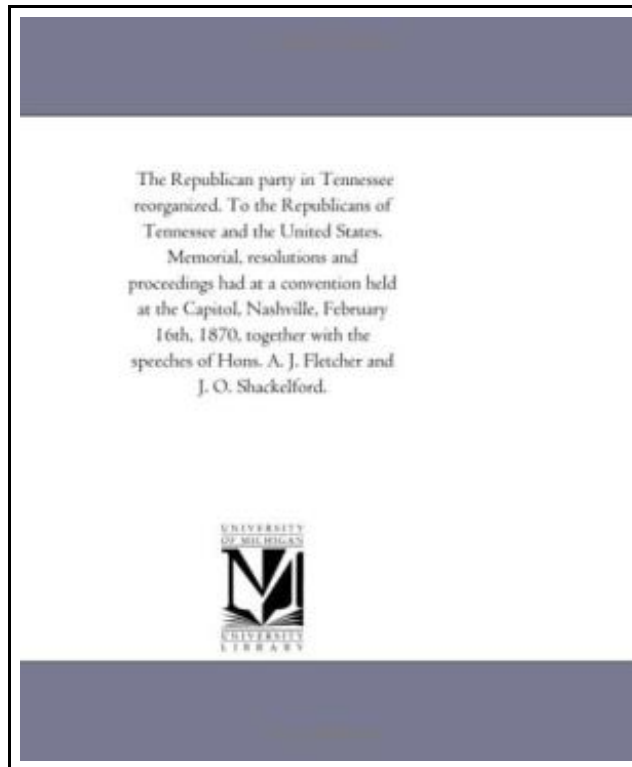 The Republican party in Tennessee
reorganized. To the Republicans of
Tennessee and the United States.
Memorial, resolutions and
proceedings had at a convention held
at the Capitol, Nashville, February
16th, 1870, together with the
speeches of Hons. A. J. Fletcher and
J. O. Shackelford.
UNIVERSITY
OF MICHIGAN
UNIVERSITY
LIBRARY